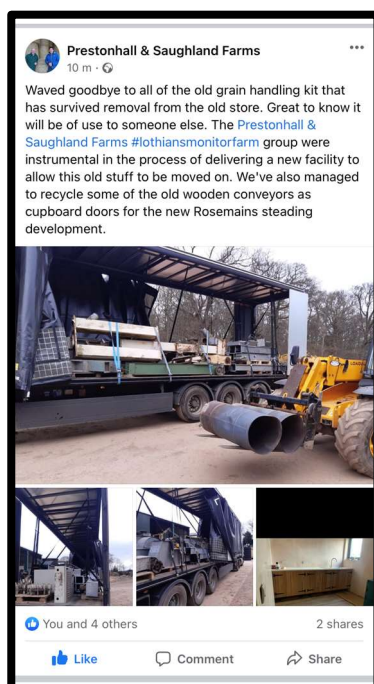 Prestonhall & Saughland Farms
10 m ·
Waved goodbye to all of the old grain handling kit that
has survived removal from the old store. Great to know it
will be of use to someone else. The Prestonhall &
Saughland Farms #lothiansmonitorfarm group were
instrumental in the process of delivering a new facility to
allow this old stuff to be moved on. We've also managed
to recycle some of the old wooden conveyors as
cupboard doors for the new Rosemains steading
development.
You and 4 others 2 shares
Like Comment Share